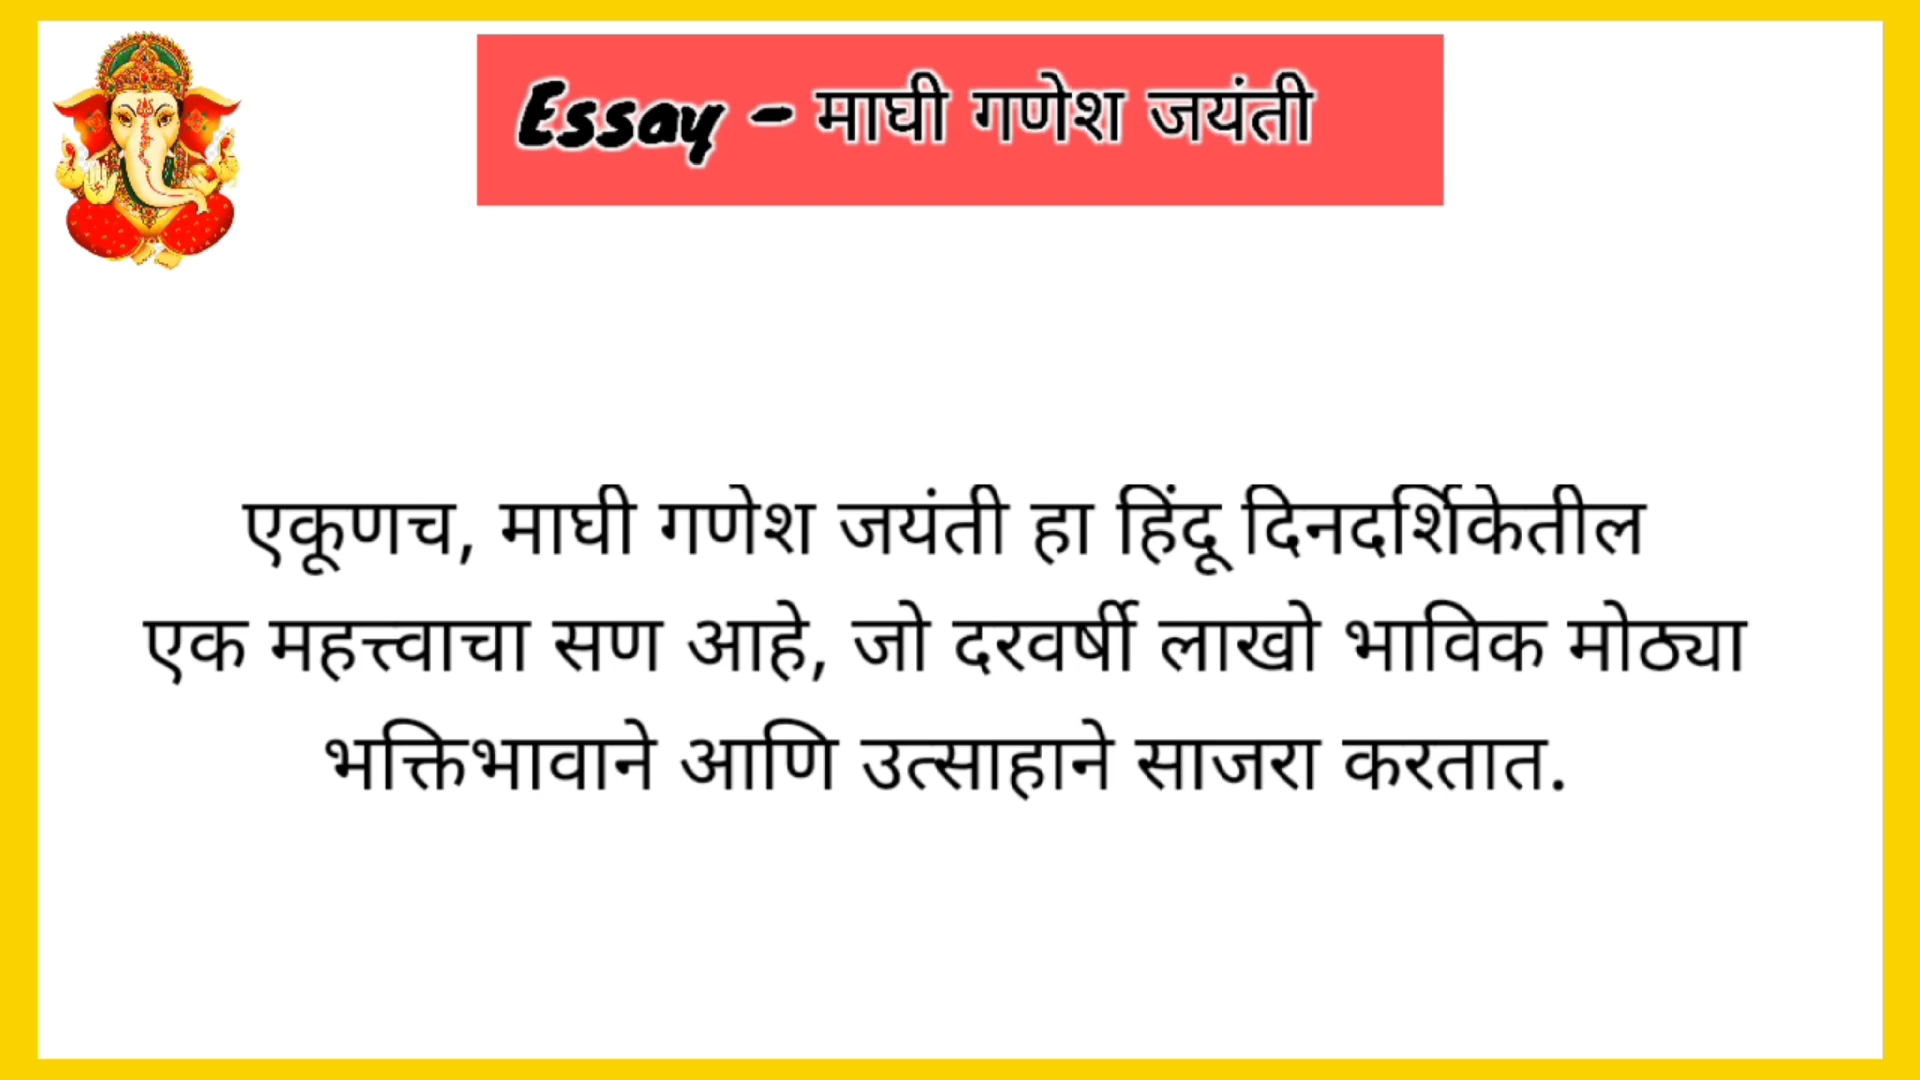 Essay - माघी गणेश जयंती
एकूणच, माघी गणेश जयंती हा हिंदू दिनदर्शिकेतील
एक महत्त्वाचा सण आहे, जो दरवर्षी लाखो भाविक मोठ्या
भक्तिभावाने आणि उत्साहाने साजरा करतात.